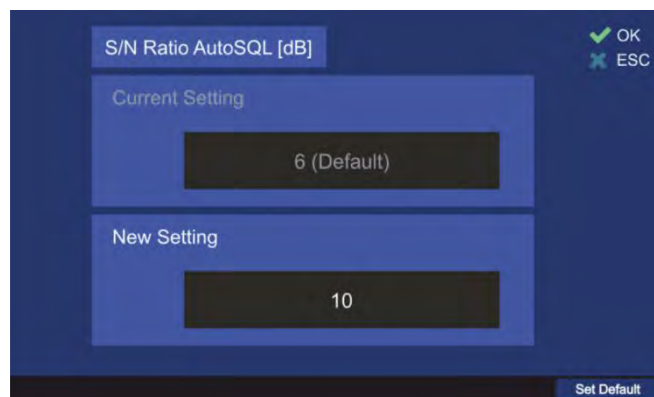 S/N Ratio AutoSQL [dB]
OK
ESC
Current Setting
6 (Default)
New Setting
10
Set Default